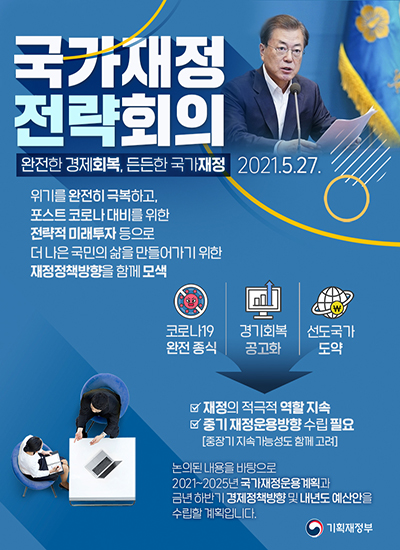 국가재정
전략회의
완전한 경제회복, 든든한 국가재정
2021.5.27.
위기를 완전히 극복하고,
포스트 코로나 대비를 위한
전략적 미래투자 등으로
더 나은 국민의 삶을 만들어가기 위한
재정정책방향을 함께 모색
코로나19
완전 종식
경기회복
공고화
₩
선도국가
도약
재정의 적극적 역할 지속
중기 재정운용방향 수립 필요
[중장기 지속가능성도 함께 고려]
논의된 내용을 바탕으로
2021~2025년 국가재정운용계획과
금년 하반기 경제정책방향 및 내년도 예산안을
수립할 계획입니다.
기획재정부